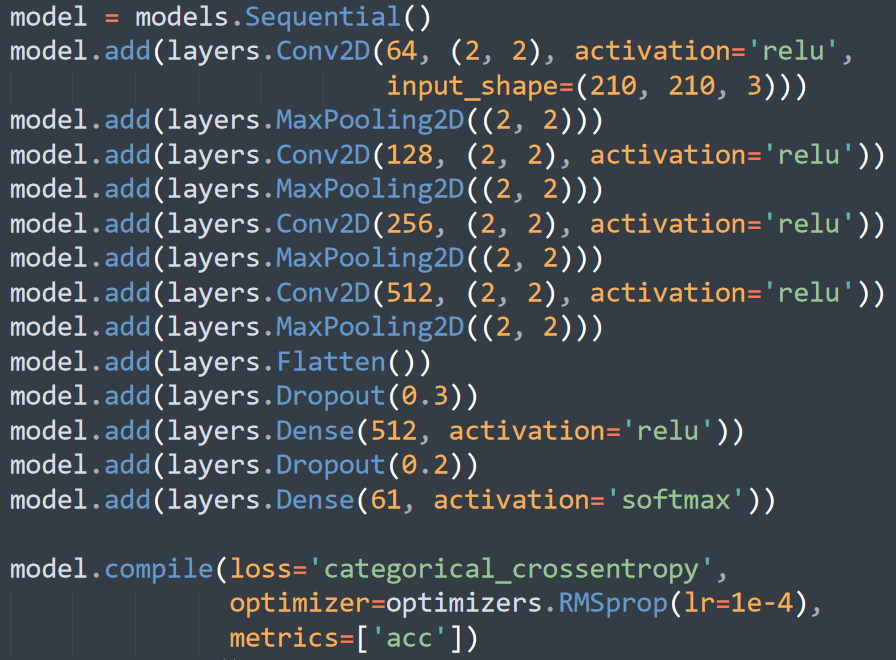 model = models.Sequential()
model.add(layers.Conv2D(64, (2, 2), activation='relu',
                        input_shape=(210, 210, 3)))
model.add(layers.MaxPooling2D((2, 2)))
model.add(layers.Conv2D(128, (2, 2), activation='relu'))
model.add(layers.MaxPooling2D((2, 2)))
model.add(layers.Conv2D(256, (2, 2), activation='relu'))
model.add(layers.MaxPooling2D((2, 2)))
model.add(layers.Conv2D(512, (2, 2), activation='relu'))
model.add(layers.MaxPooling2D((2, 2)))
model.add(layers.Flatten())
model.add(layers.Dropout(0.3))
model.add(layers.Dense(512, activation='relu'))
model.add(layers.Dropout(0.2))
model.add(layers.Dense(61, activation='softmax'))

model.compile(loss='categorical_crossentropy',
              optimizer=optimizers.RMSprop(lr=1e-4),
              metrics=['acc'])